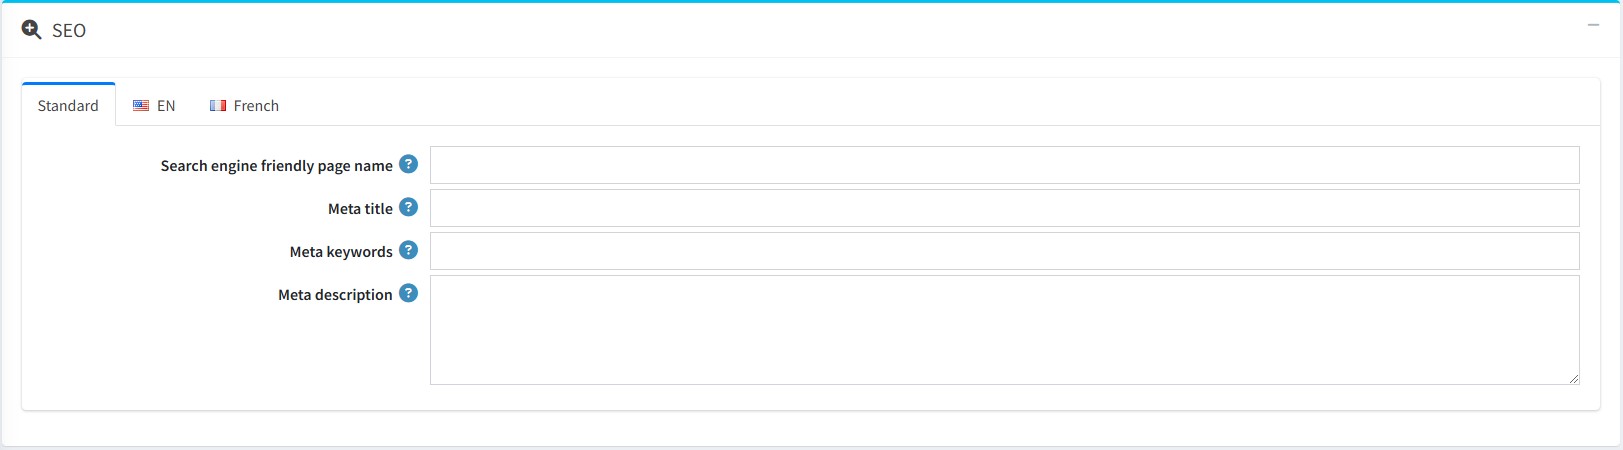 SEO
Standard EN French
Search engine friendly page name ?
Meta title ?
Meta keywords ?
Meta description ?